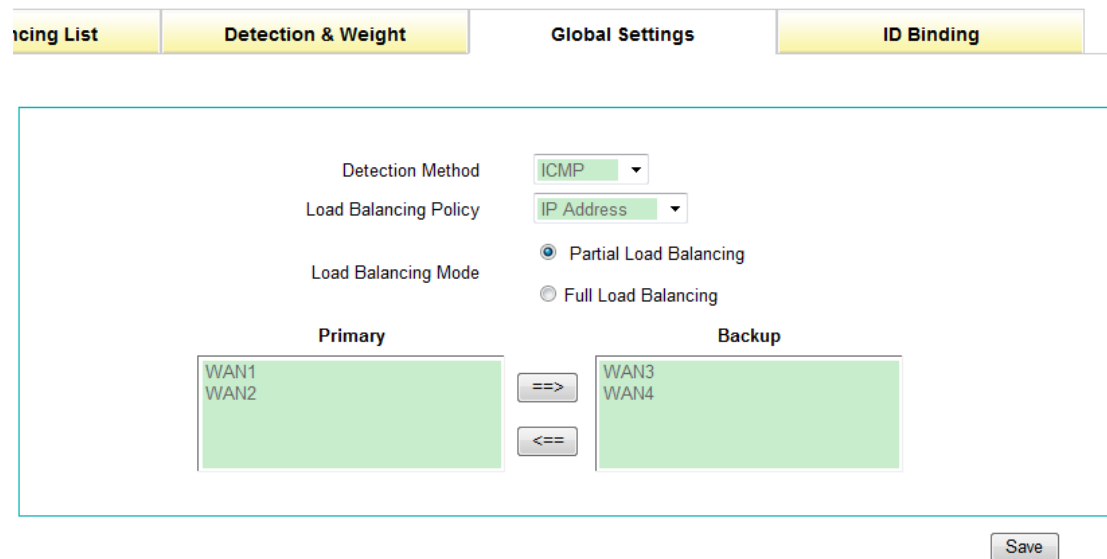 ncing List Detection & Weight Global Settings ID Binding
Detection Method ICMP
Load Balancing Policy IP Address
Load Balancing Mode
Partial Load Balancing
Full Load Balancing
Primary Backup
WAN1
WAN2
==>
<==
WAN3
WAN4
Save